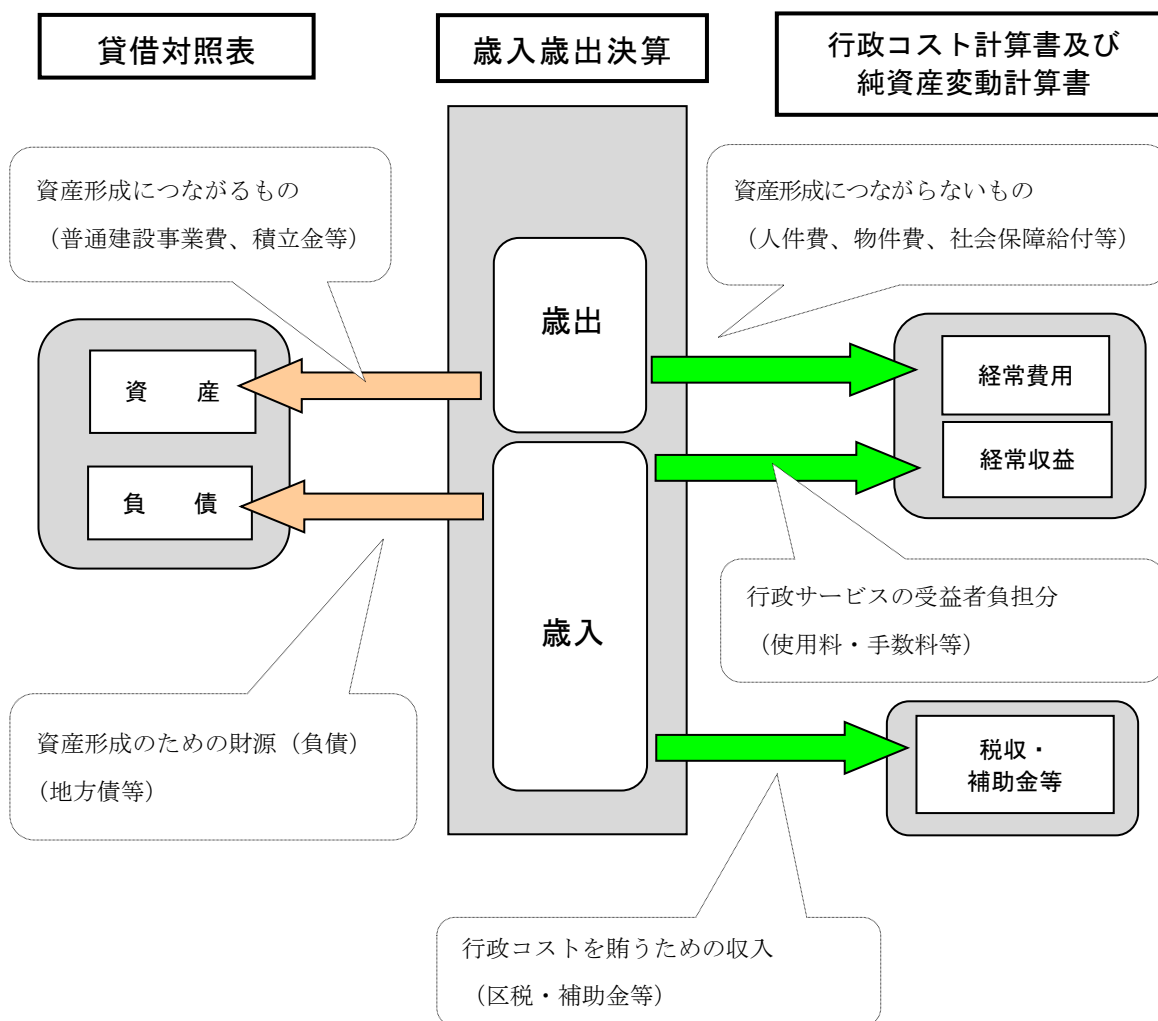 貸借対照表
歳入歳出決算
行政コスト計算書及び
純資産変動計算書
資産形成につながるもの
（普通建設事業費、積立金等）
資産形成につながらないもの
（人件費、物件費、社会保障給付等）
歳出
資　産
経常費用
負　債
経常収益
歳入
行政サービスの受益者負担分
（使用料・手数料等）
資産形成のための財源（負債）
（地方債等）
税収・
補助金等
行政コストを賄うための収入
（区税・補助金等）